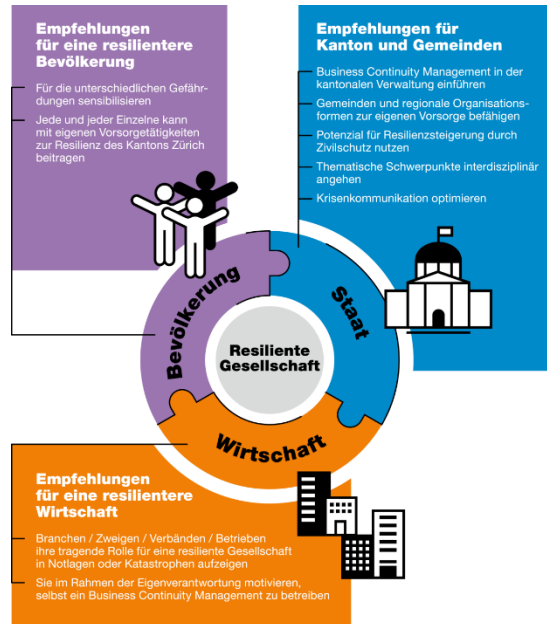 Empfehlungen
für eine resilientere
Bevölkerung
Für die unterschiedlichen Gefähr-
dungen sensibilisieren
Jede und jeder Einzelne kann
mit eigenen Vorsorgetätigkeiten
zur Resilienz des Kantons Zürich
beitragen
Empfehlungen für
Kanton und Gemeinden
Business Continuity Management in der
kantonalen Verwaltung einführen
Gemeinden und regionale Organisations-
formen zur eigenen Vorsorge befähigen
Potenzial für Resilienzsteigerung durch
Zivilschutz nutzen
Thematische Schwerpunkte interdisziplinär
angehen
Krisenkommunikation optimieren
Bevölkerung
Staat
Resiliente
Gesellschaft
Wirtschaft
Empfehlungen
für eine resilientere
Wirtschaft
Branchen / Zweigen / Verbänden / Betrieben
ihre tragende Rolle für eine resiliente Gesellschaft
in Notlagen oder Katastrophen aufzeigen
Sie im Rahmen der Eigenverantwortung motivieren,
selbst ein Business Continuity Management zu betreiben